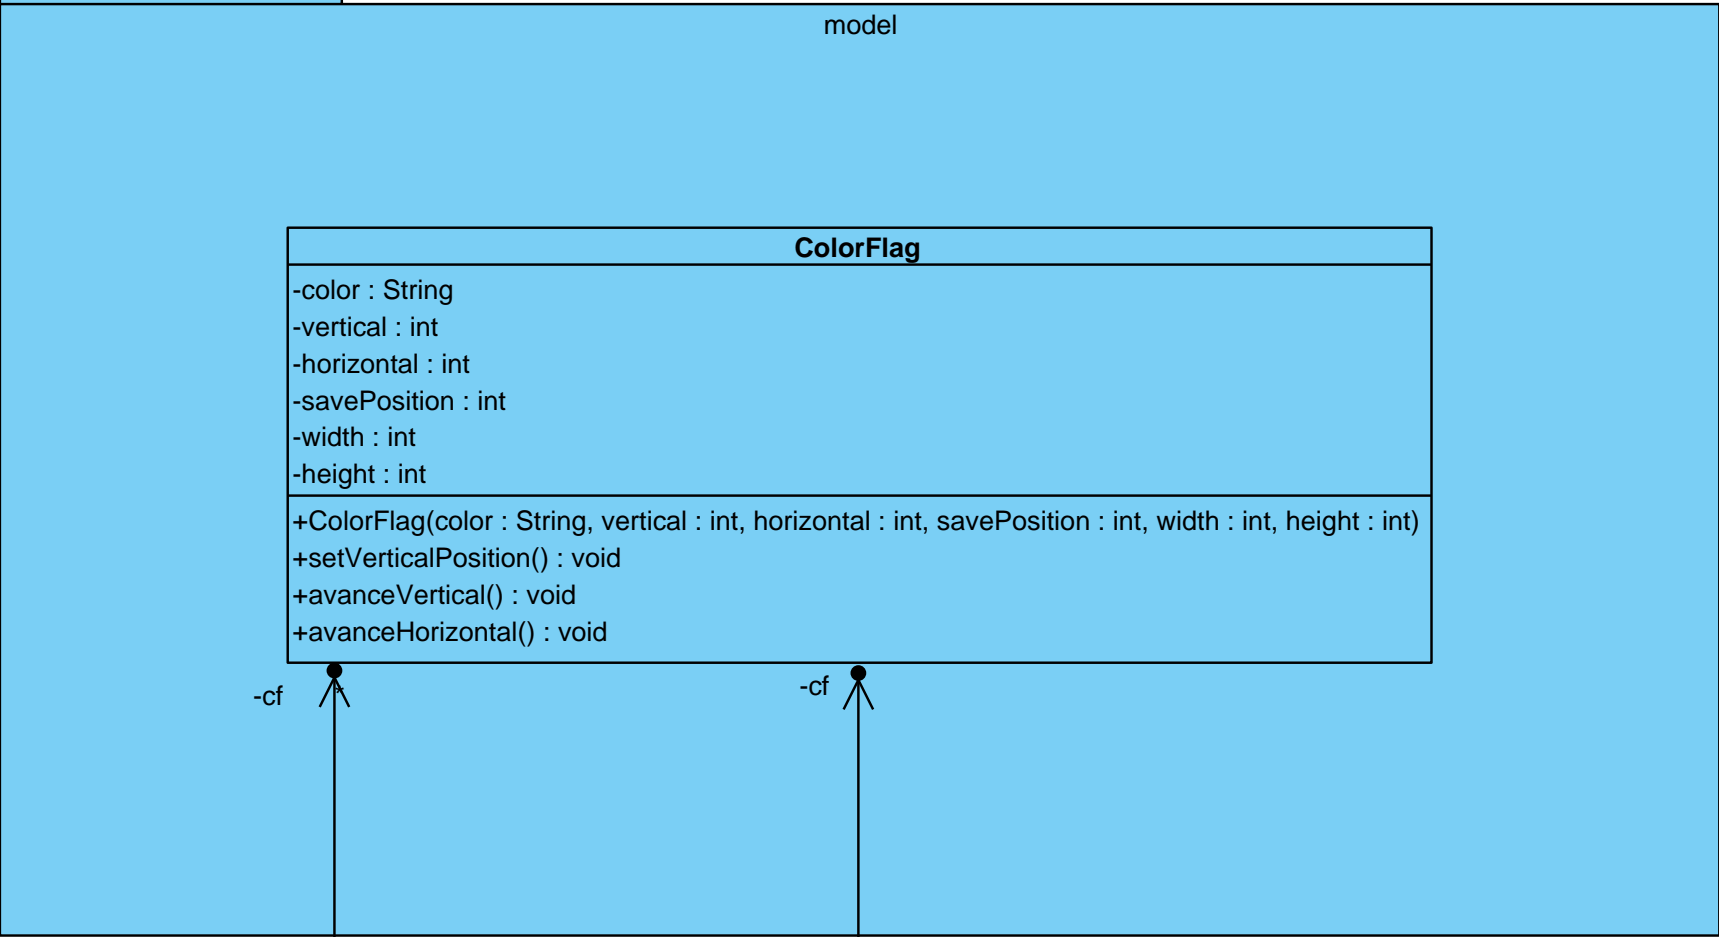 model
ColorFlag
-color : String
-vertical : int
-horizontal : int
-savePosition : int
-width : int
-height : int
+ColorFlag(color : String, vertical : int, horizontal : int, savePosition : int, width : int, height : int)
+setVerticalPosition() : void
+avanceVertical() : void
+avanceHorizontal() : void
-cf
*
-cf